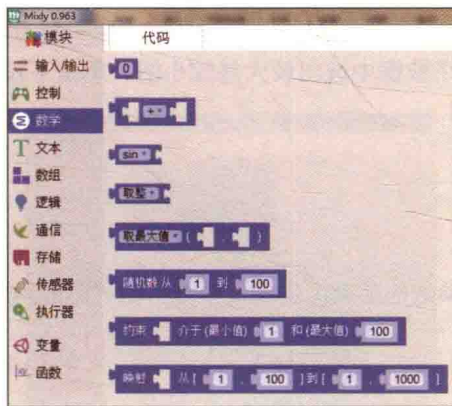 Mixly 0.963
模块 代码
输入/输出
控制
数学
文本
数组
逻辑
通信
存储
传感器
执行器
变量
函数
0
+
sin
取整
取最大值 ( , )
随机数 从 1 到 100
约束 介于(最小值) 1 和(最大值) 100
映射 从[ 1 , 100 ]到[ 1 , 1000 ]